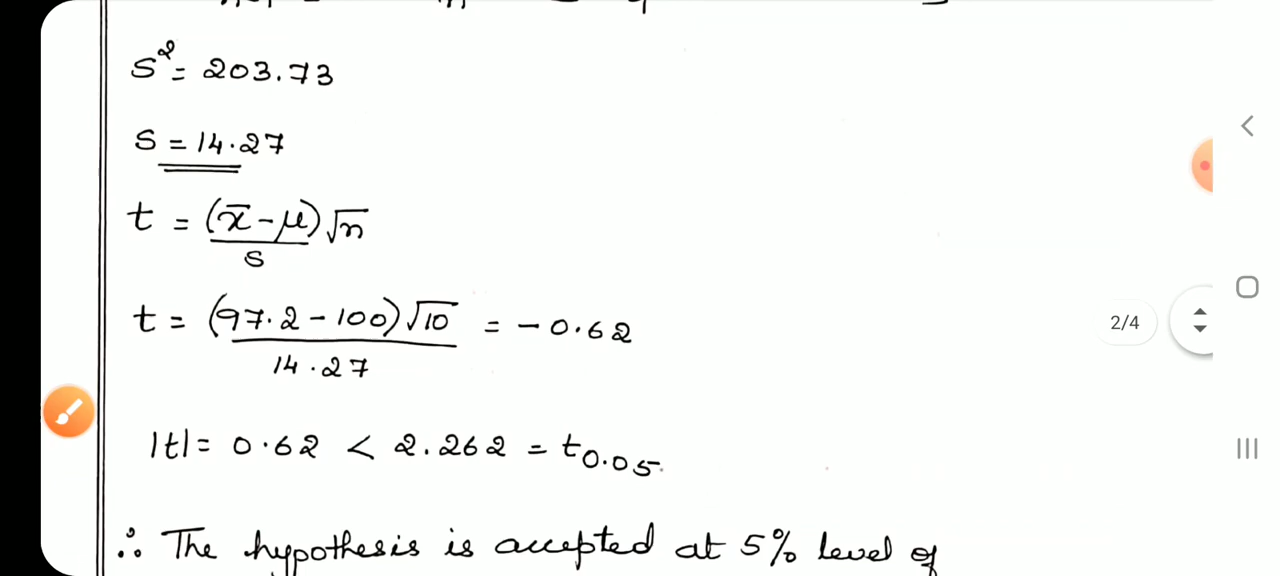 s² = 203.73
s = 14.27
t = (x̄ - μ) √n / s
t = (97.2 - 100) √10 / 14.27 = - 0.62
2/4
|t| = 0.62 < 2.262 = t0.05.
∴ The hypothesis is accepted at 5% level of